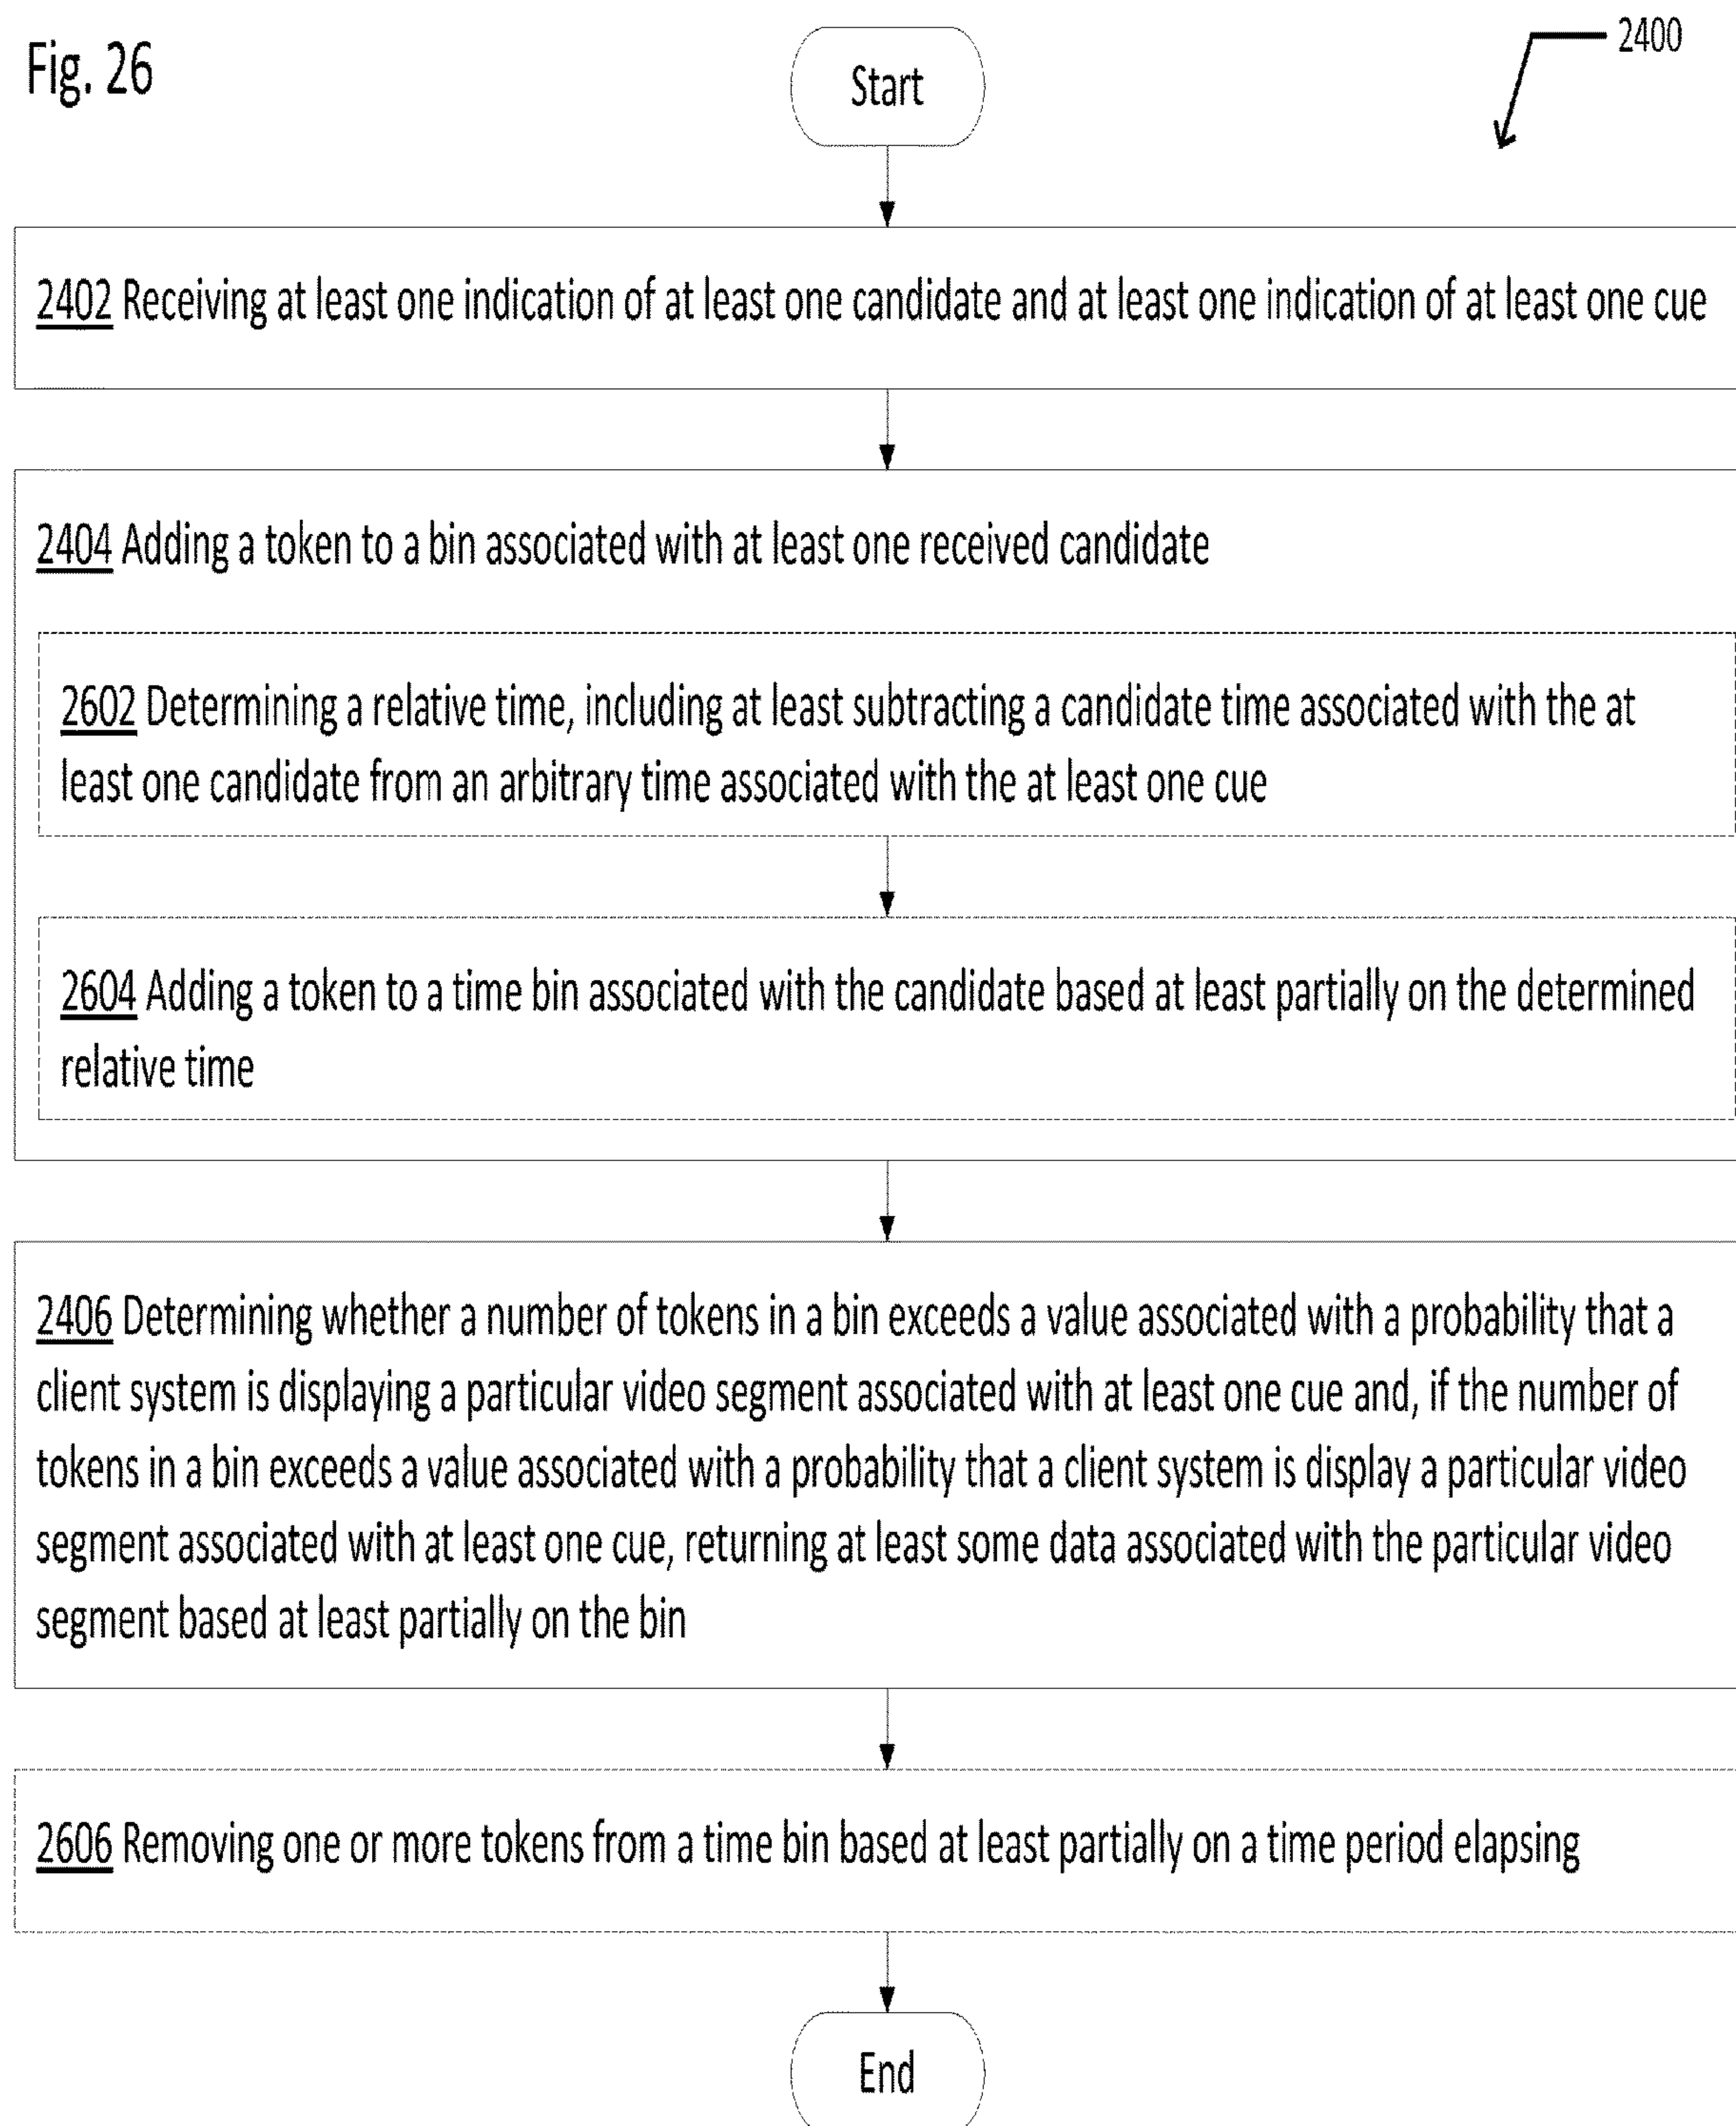 Fig. 26
2400
Start
2402 Receiving at least one indication of at least one candidate and at least one indication of at least one cue
2404 Adding a token to a bin associated with at least one received candidate
2602 Determining a relative time, including at least subtracting a candidate time associated with the at
least one candidate from an arbitrary time associated with the at least one cue
2604 Adding a token to a time bin associated with the candidate based at least partially on the determined
relative time
2406 Determining whether a number of tokens in a bin exceeds a value associated with a probability that a
client system is displaying a particular video segment associated with at least one cue and, if the number of
tokens in a bin exceeds a value associated with a probability that a client system is display a particular video
segment associated with at least one cue, returning at least some data associated with the particular video
segment based at least partially on the bin
2606 Removing one or more tokens from a time bin based at least partially on a time period elapsing
End